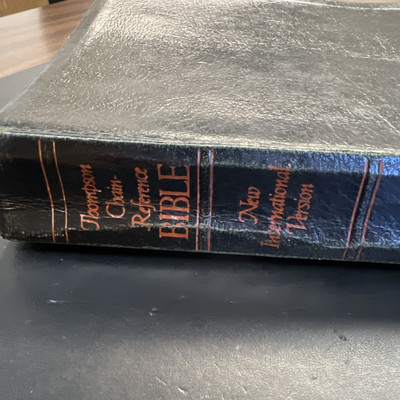 Thompson
Chain-
Reference
BIBLE
New
International
Version